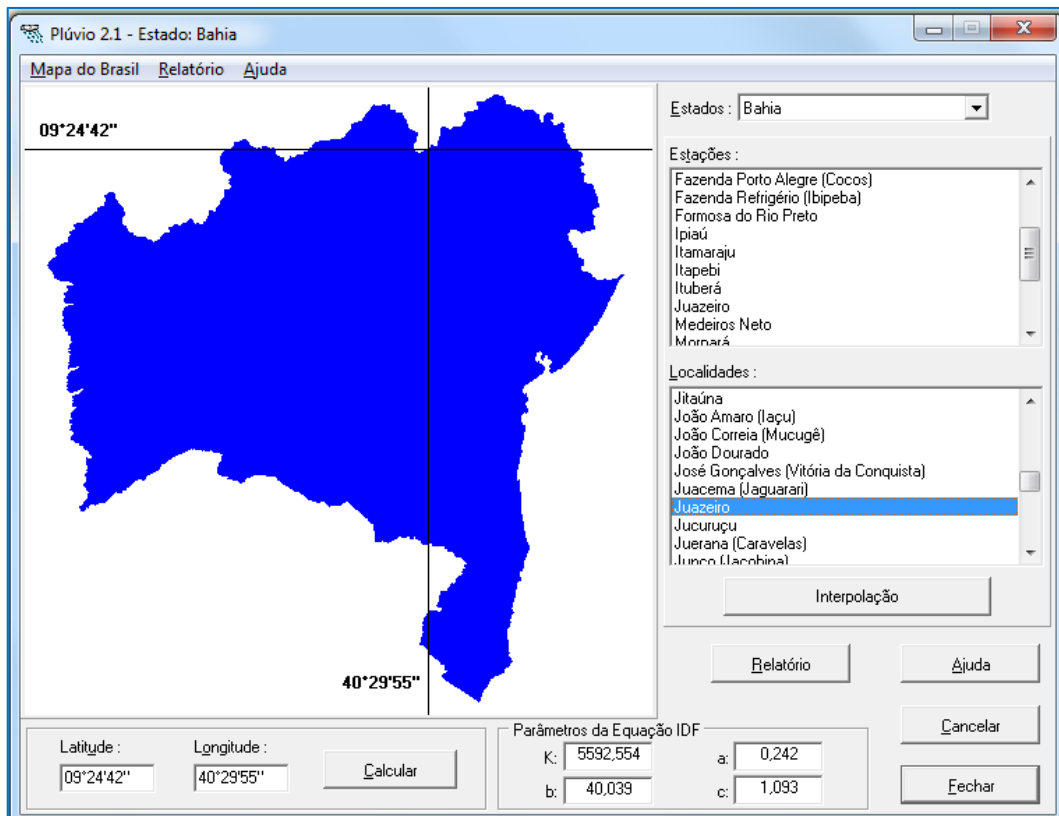 Plúvio 2.1 - Estado: Bahia
Mapa do Brasil Relatório Ajuda
09°24'42"
40°29'55"
Estados : Bahia
Estações :
Fazenda Porto Alegre (Cocos)
Fazenda Refrigério (Ibipeba)
Formosa do Rio Preto
Ipiaú
Itamaraju
Itapebi
Ituberá
Juazeiro
Medeiros Neto
Morpará
Localidades :
Jitaúna
João Amaro (Iaçu)
João Correia (Mucugê)
João Dourado
José Gonçalves (Vitória da Conquista)
Juacema (Jaguarari)
Juazeiro
Jucuruçu
Juerana (Caravelas)
Junco (Jacobina)
Interpolação
Relatório
Ajuda
Cancelar
Fechar
Latitude :
09°24'42"
Longitude :
40°29'55"
Calcular
Parâmetros da Equação IDF
K: 5592,554
a: 0,242
b: 40,039
c: 1,093